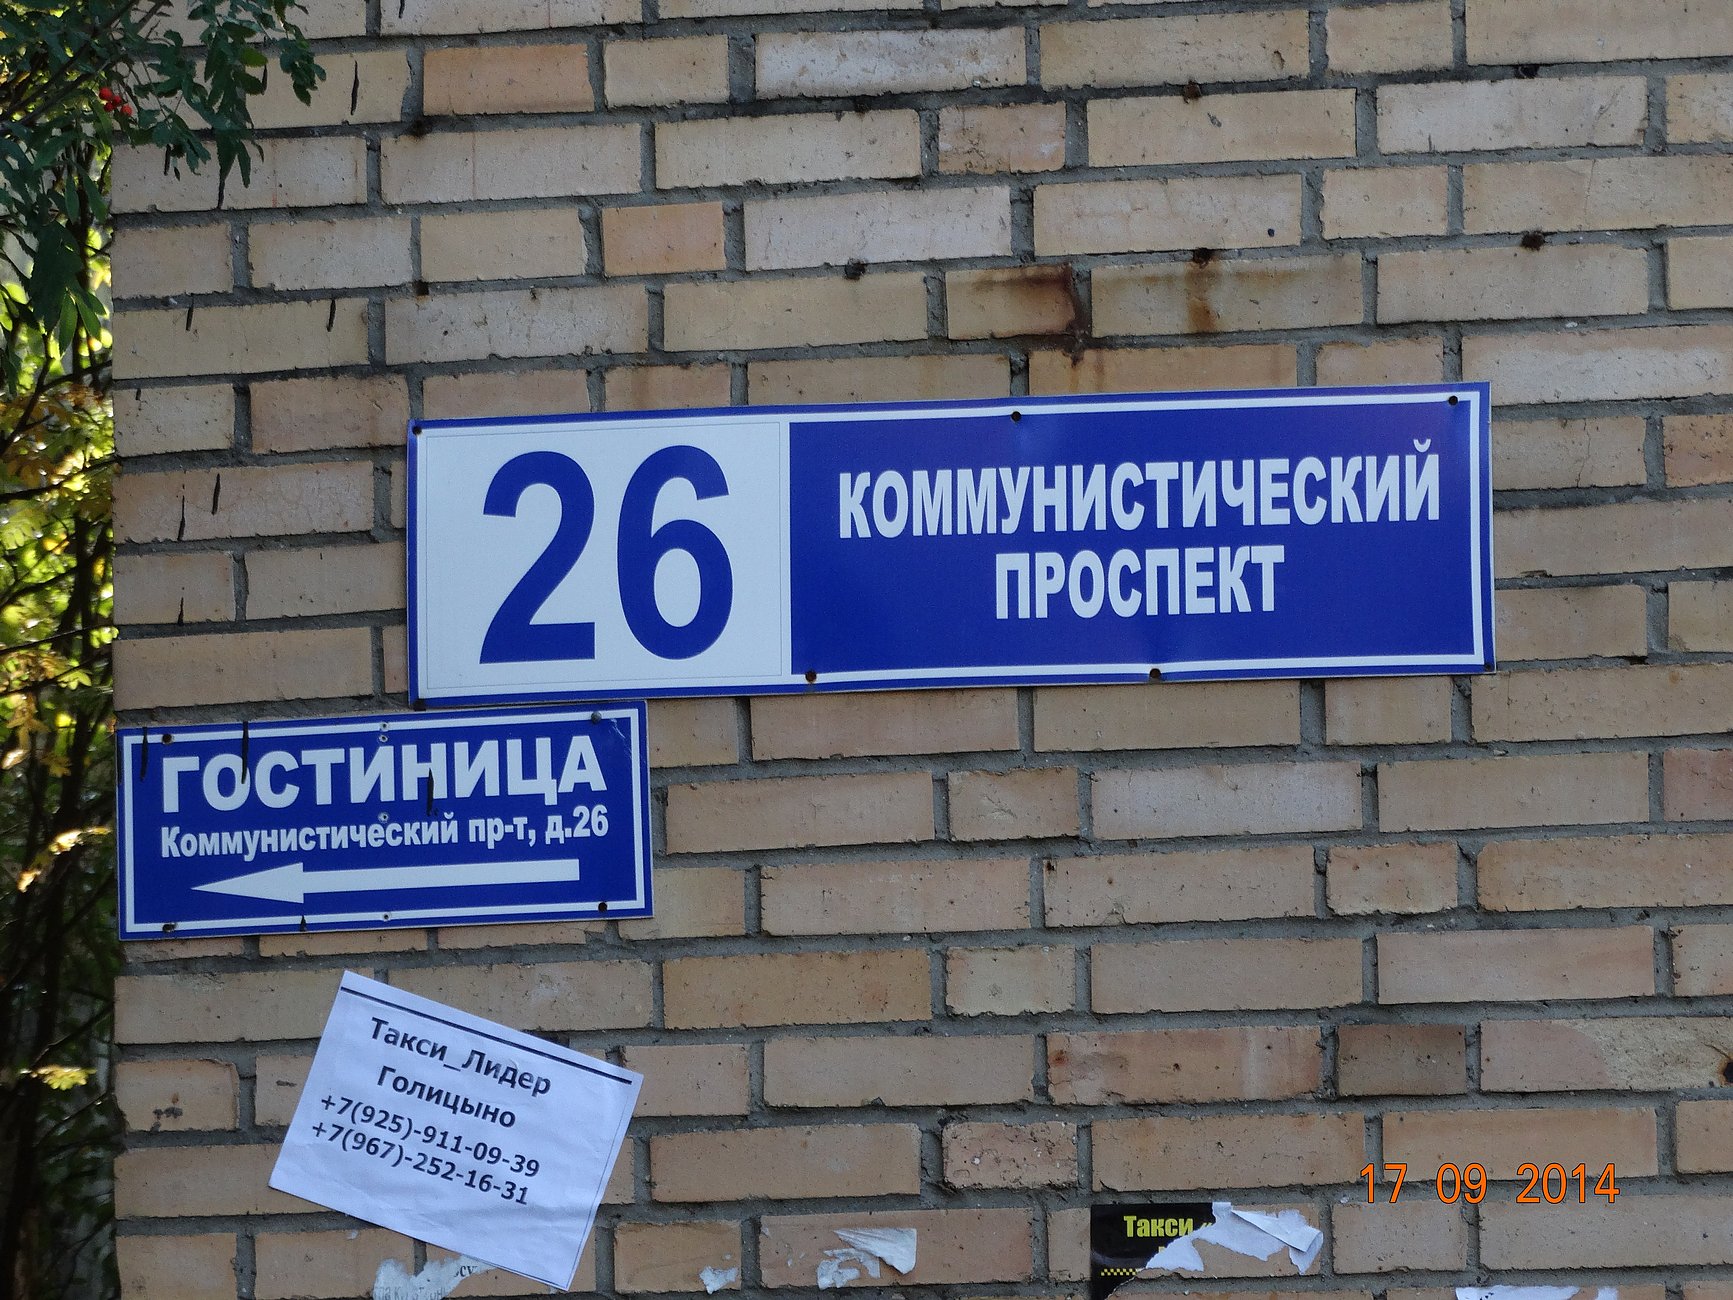 26
КОММУНИСТИЧЕСКИЙ
ПРОСПЕКТ
ГОСТИНИЦА
Коммунистический пр-т, д.26
Такси_Лидер
Голицыно
+7(925)-911-09-39
+7(967)-252-16-31
Такси «
17 09 2014